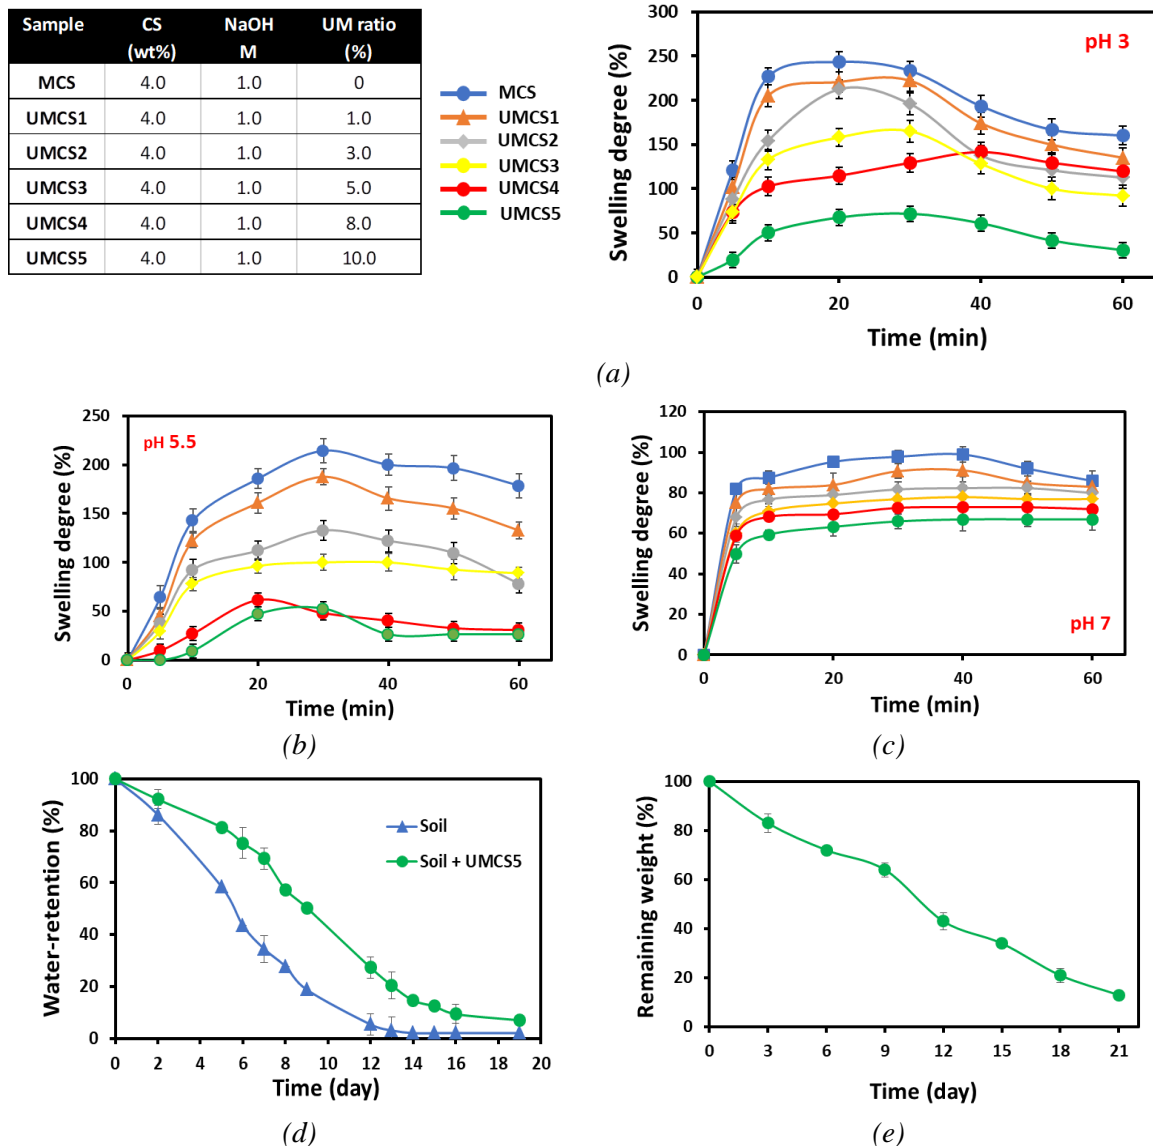 Sample CS (wt%) NaOH M UM ratio (%)
MCS 4.0 1.0 0
UMCS1 4.0 1.0 1.0
UMCS2 4.0 1.0 3.0
UMCS3 4.0 1.0 5.0
UMCS4 4.0 1.0 8.0
UMCS5 4.0 1.0 10.0
MCS
UMCS1
UMCS2
UMCS3
UMCS4
UMCS5
Swelling degree (%)
300
250
200
150
100
50
0
pH 3
0 10 20 30 40 50 60
Time (min)
(a)
Swelling degree (%)
250
200
150
100
50
0
pH 5.5
0 20 40 60
Time (min)
(b)
Swelling degree (%)
120
100
80
60
40
20
0
pH 7
0 20 40 60
Time (min)
(c)
Water-retention (%)
100
80
60
40
20
0
Soil
Soil + UMCS5
0 2 4 6 8 10 12 14 16 18 20
Time (day)
(d)
Remaining weight (%)
100
80
60
40
20
0
0 3 6 9 12 15 18 21
Time (day)
(e)